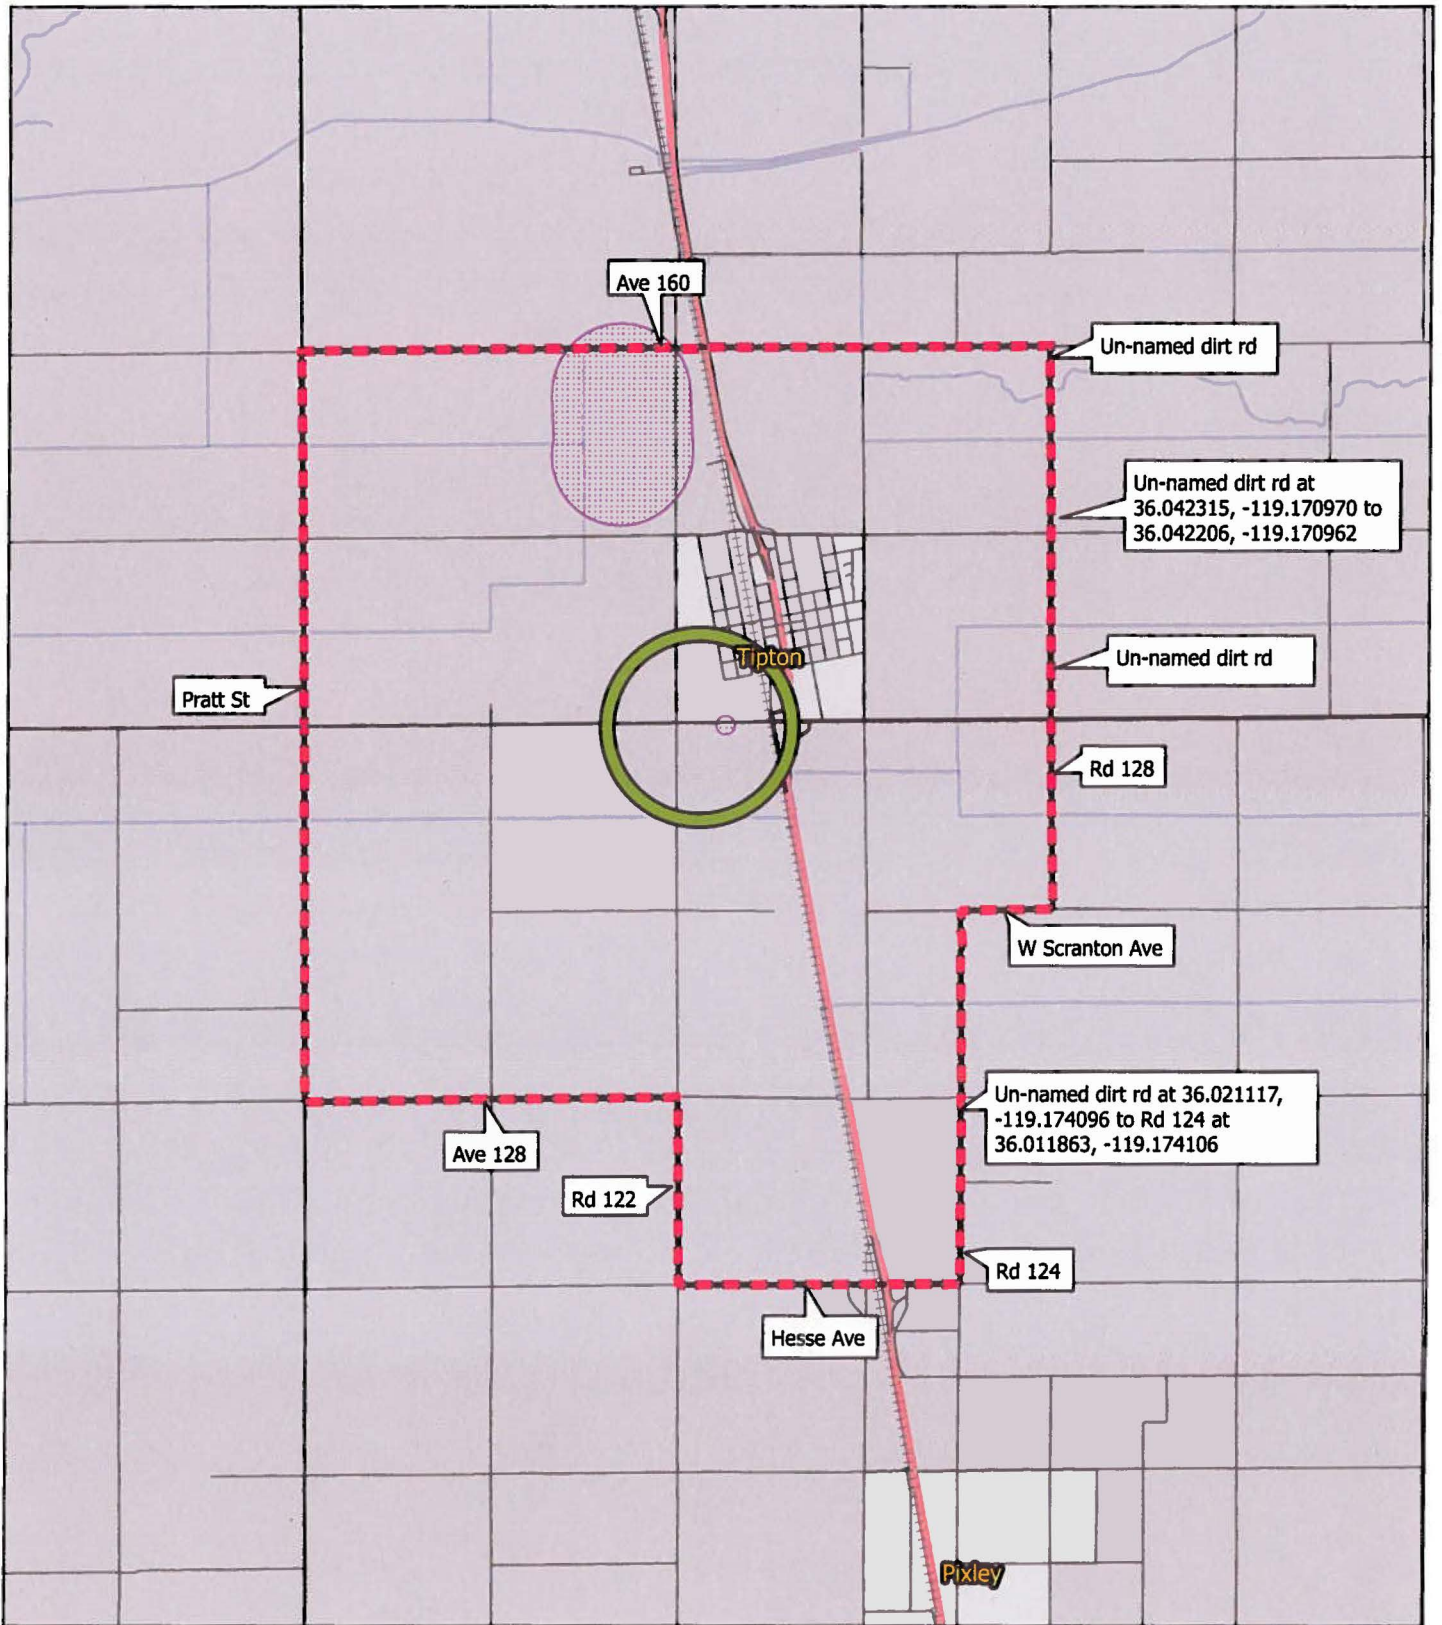 Ave 160
Un-named dirt rd
Un-named dirt rd at
36.042315, -119.170970 to
36.042206, -119.170962
Tipton
Un-named dirt rd
Pratt St
Rd 128
W Scranton Ave
Un-named dirt rd at 36.021117,
-119.174096 to Rd 124 at
36.011863, -119.174106
Ave 128
Rd 122
Rd 124
Hesse Ave
Pixley